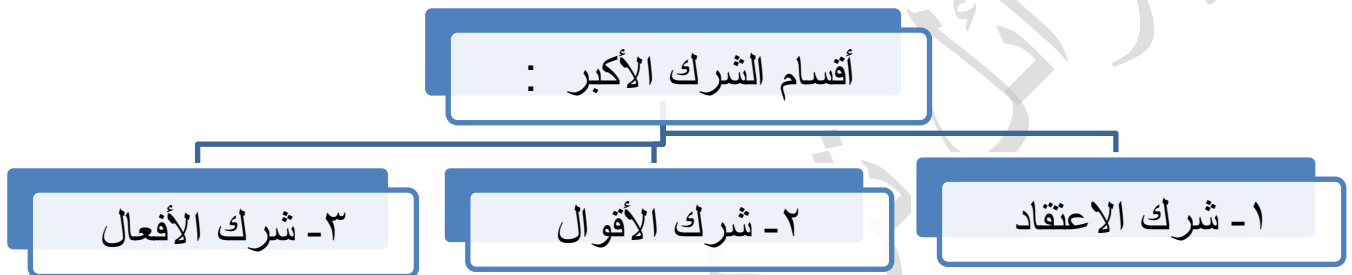 أقسام الشرك الأكبر :
١- شرك الاعتقاد
٢- شرك الأقوال
٣- شرك الأفعال